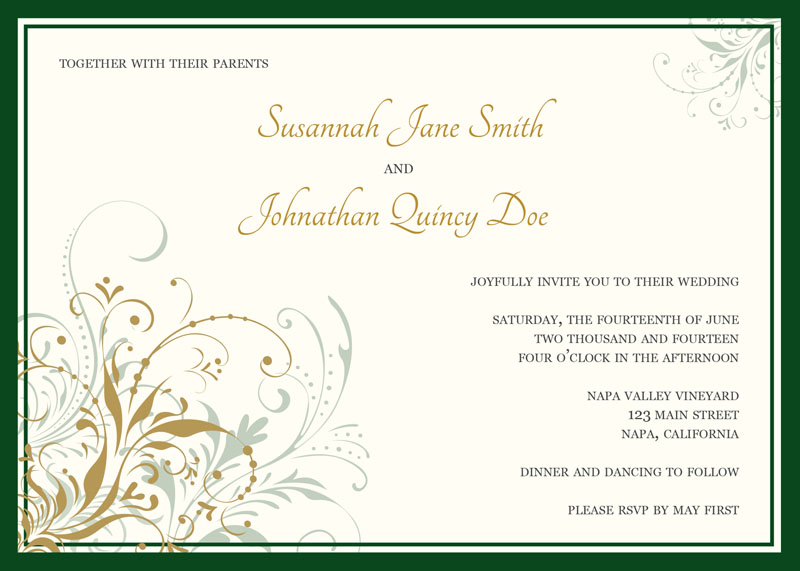 TOGETHER WITH THEIR PARENTS
Susannah Jane Smith
AND
Johnathan Quincy Doe
JOYFULLY INVITE YOU TO THEIR WEDDING
SATURDAY, THE FOURTEENTH OF JUNE
TWO THOUSAND AND FOURTEEN
FOUR O'CLOCK IN THE AFTERNOON
NAPA VALLEY VINEYARD
123 MAIN STREET
NAPA, CALIFORNIA
DINNER AND DANCING TO FOLLOW
PLEASE RSVP BY MAY FIRST